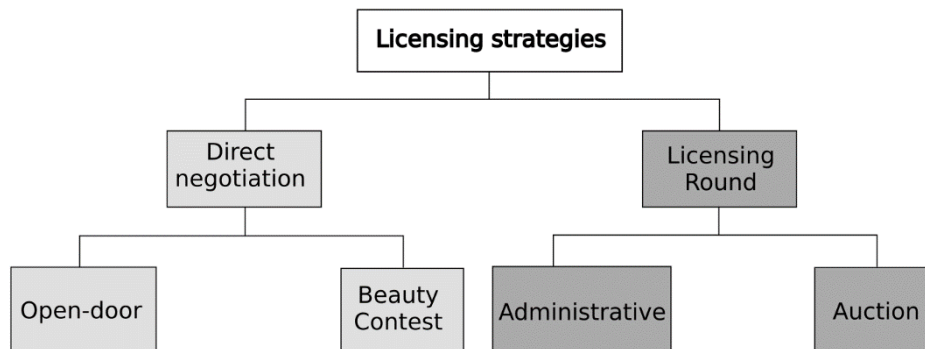 Licensing strategies
Direct
negotiation
Licensing
Round
Open-door
Beauty
Contest
Administrative
Auction